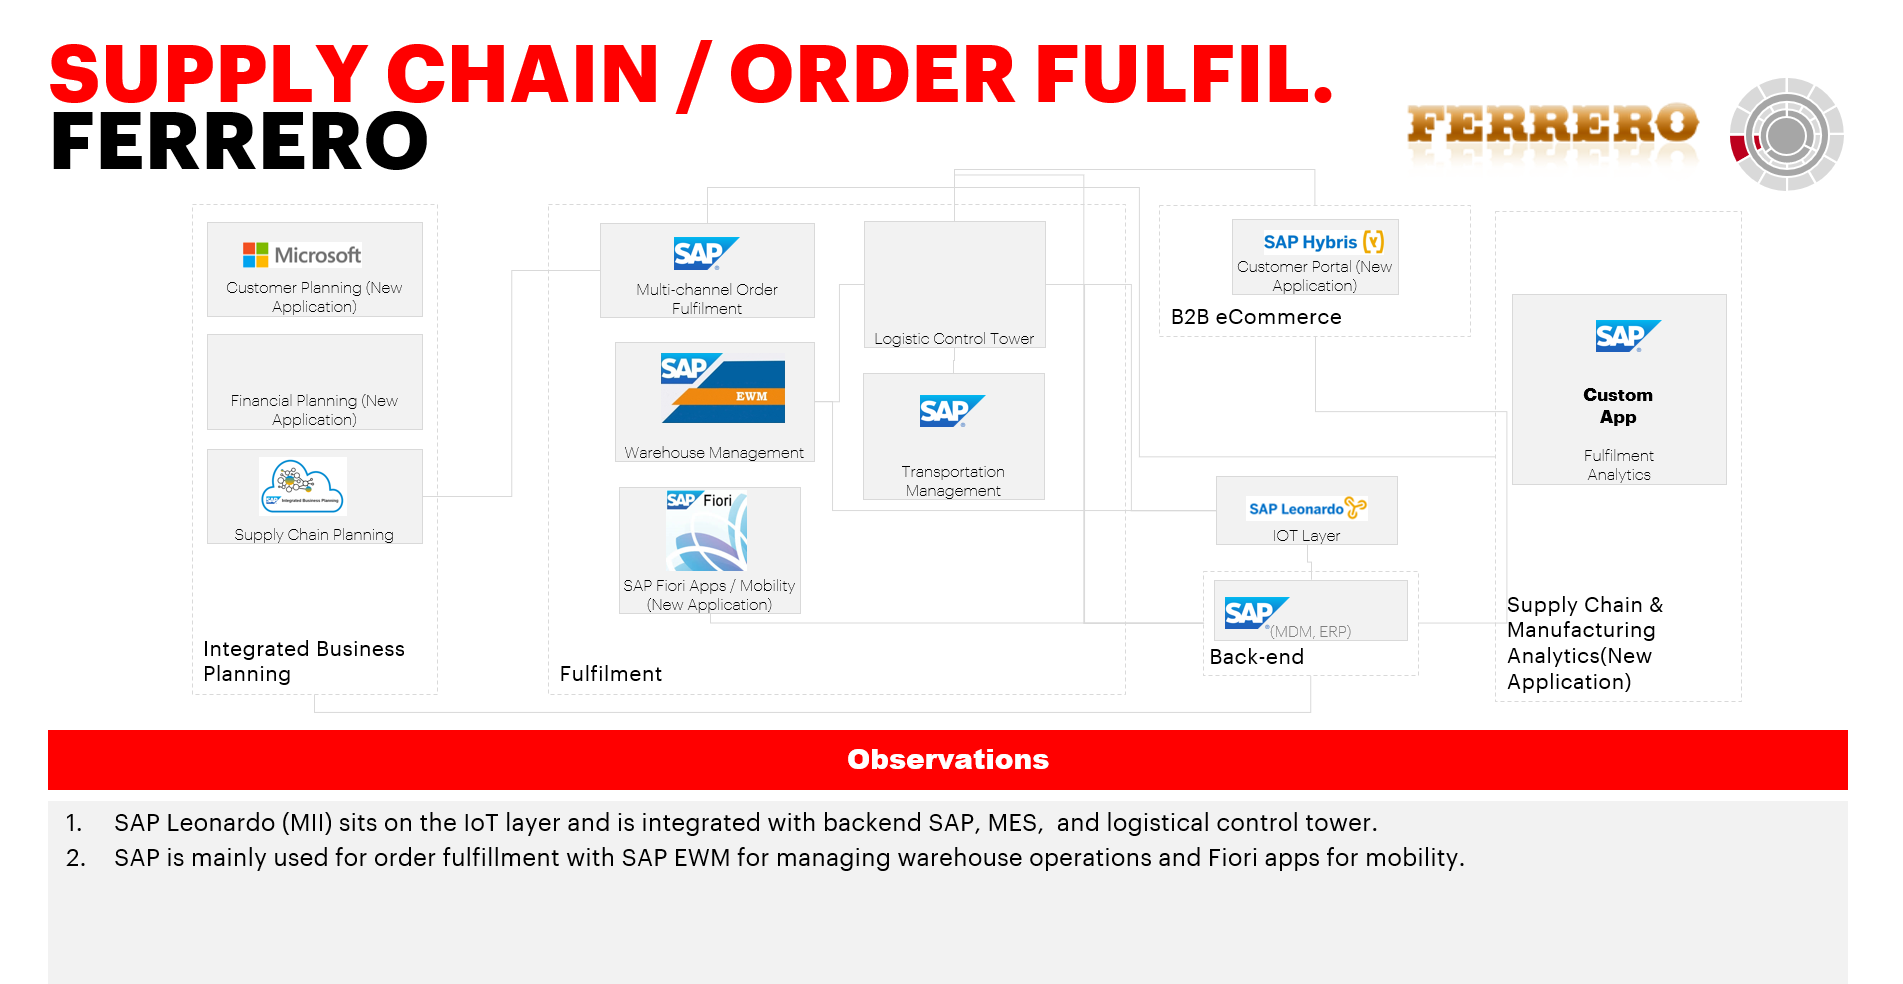 SUPPLY CHAIN / ORDER FULFIL.
FERRERO
FERRERO
Microsoft
Customer Planning (New
Application)
Financial Planning (New
Application)
SAP Integrated Business Planning
Supply Chain Planning
Integrated Business
Planning
SAP
Multi-channel Order
Fulfilment
SAP
EWM
Warehouse Management
SAP Fiori
SAP Fiori Apps / Mobility
(New Application)
Logistic Control Tower
SAP
Transportation
Management
Fulfilment
SAP Hybris
Customer Portal (New
Application)
B2B eCommerce
SAP Leonardo
IOT Layer
SAP
(MDM, ERP)
Back-end
SAP
Custom
App
Fulfilment
Analytics
Supply Chain &
Manufacturing
Analytics(New
Application)
Observations
1. SAP Leonardo (MII) sits on the IoT layer and is integrated with backend SAP, MES,  and logistical control tower.
2. SAP is mainly used for order fulfillment with SAP EWM for managing warehouse operations and Fiori apps for mobility.